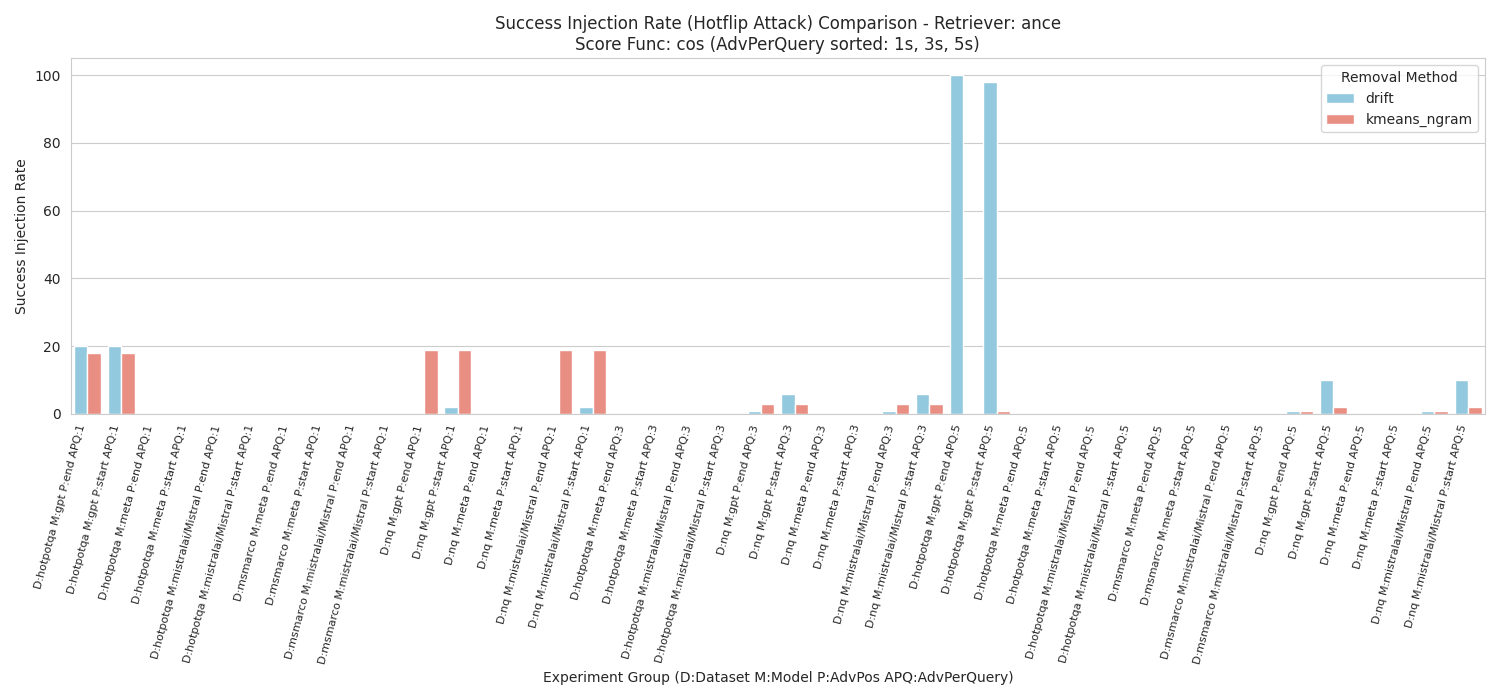 Success Injection Rate (Hotflip Attack) Comparison - Retriever: ance
Score Func: cos (AdvPerQuery sorted: 1s, 3s, 5s)
Removal Method
drift
kmeans_ngram
Success Injection Rate
100
80
60
40
20
0
D:hotpotqa M:gpt P:end APQ:1
D:hotpotqa M:gpt P:start APQ:1
D:hotpotqa M:meta P:end APQ:1
D:hotpotqa M:meta P:start APQ:1
D:hotpotqa M:mistralai/Mistral P:end APQ:1
D:hotpotqa M:mistralai/Mistral P:start APQ:1
D:msmarco M:meta P:end APQ:1
D:msmarco M:meta P:start APQ:1
D:msmarco M:mistralai/Mistral P:end APQ:1
D:msmarco M:mistralai/Mistral P:start APQ:1
D:nq M:gpt P:end APQ:1
D:nq M:gpt P:start APQ:1
D:nq M:meta P:end APQ:1
D:nq M:meta P:start APQ:1
D:nq M:mistralai/Mistral P:end APQ:1
D:nq M:mistralai/Mistral P:start APQ:1
D:hotpotqa M:meta P:end APQ:3
D:hotpotqa M:meta P:start APQ:3
D:hotpotqa M:mistralai/Mistral P:end APQ:3
D:hotpotqa M:mistralai/Mistral P:start APQ:3
D:nq M:gpt P:end APQ:3
D:nq M:gpt P:start APQ:3
D:nq M:meta P:end APQ:3
D:nq M:meta P:start APQ:3
D:nq M:mistralai/Mistral P:end APQ:3
D:nq M:mistralai/Mistral P:start APQ:3
D:hotpotqa M:gpt P:end APQ:5
D:hotpotqa M:gpt P:start APQ:5
D:hotpotqa M:meta P:end APQ:5
D:hotpotqa M:meta P:start APQ:5
D:hotpotqa M:mistralai/Mistral P:end APQ:5
D:hotpotqa M:mistralai/Mistral P:start APQ:5
D:msmarco M:meta P:end APQ:5
D:msmarco M:meta P:start APQ:5
D:msmarco M:mistralai/Mistral P:end APQ:5
D:msmarco M:mistralai/Mistral P:start APQ:5
D:nq M:gpt P:end APQ:5
D:nq M:gpt P:start APQ:5
D:nq M:meta P:end APQ:5
D:nq M:meta P:start APQ:5
D:nq M:mistralai/Mistral P:end APQ:5
D:nq M:mistralai/Mistral P:start APQ:5
Experiment Group (D:Dataset M:Model P:AdvPos APQ:AdvPerQuery)